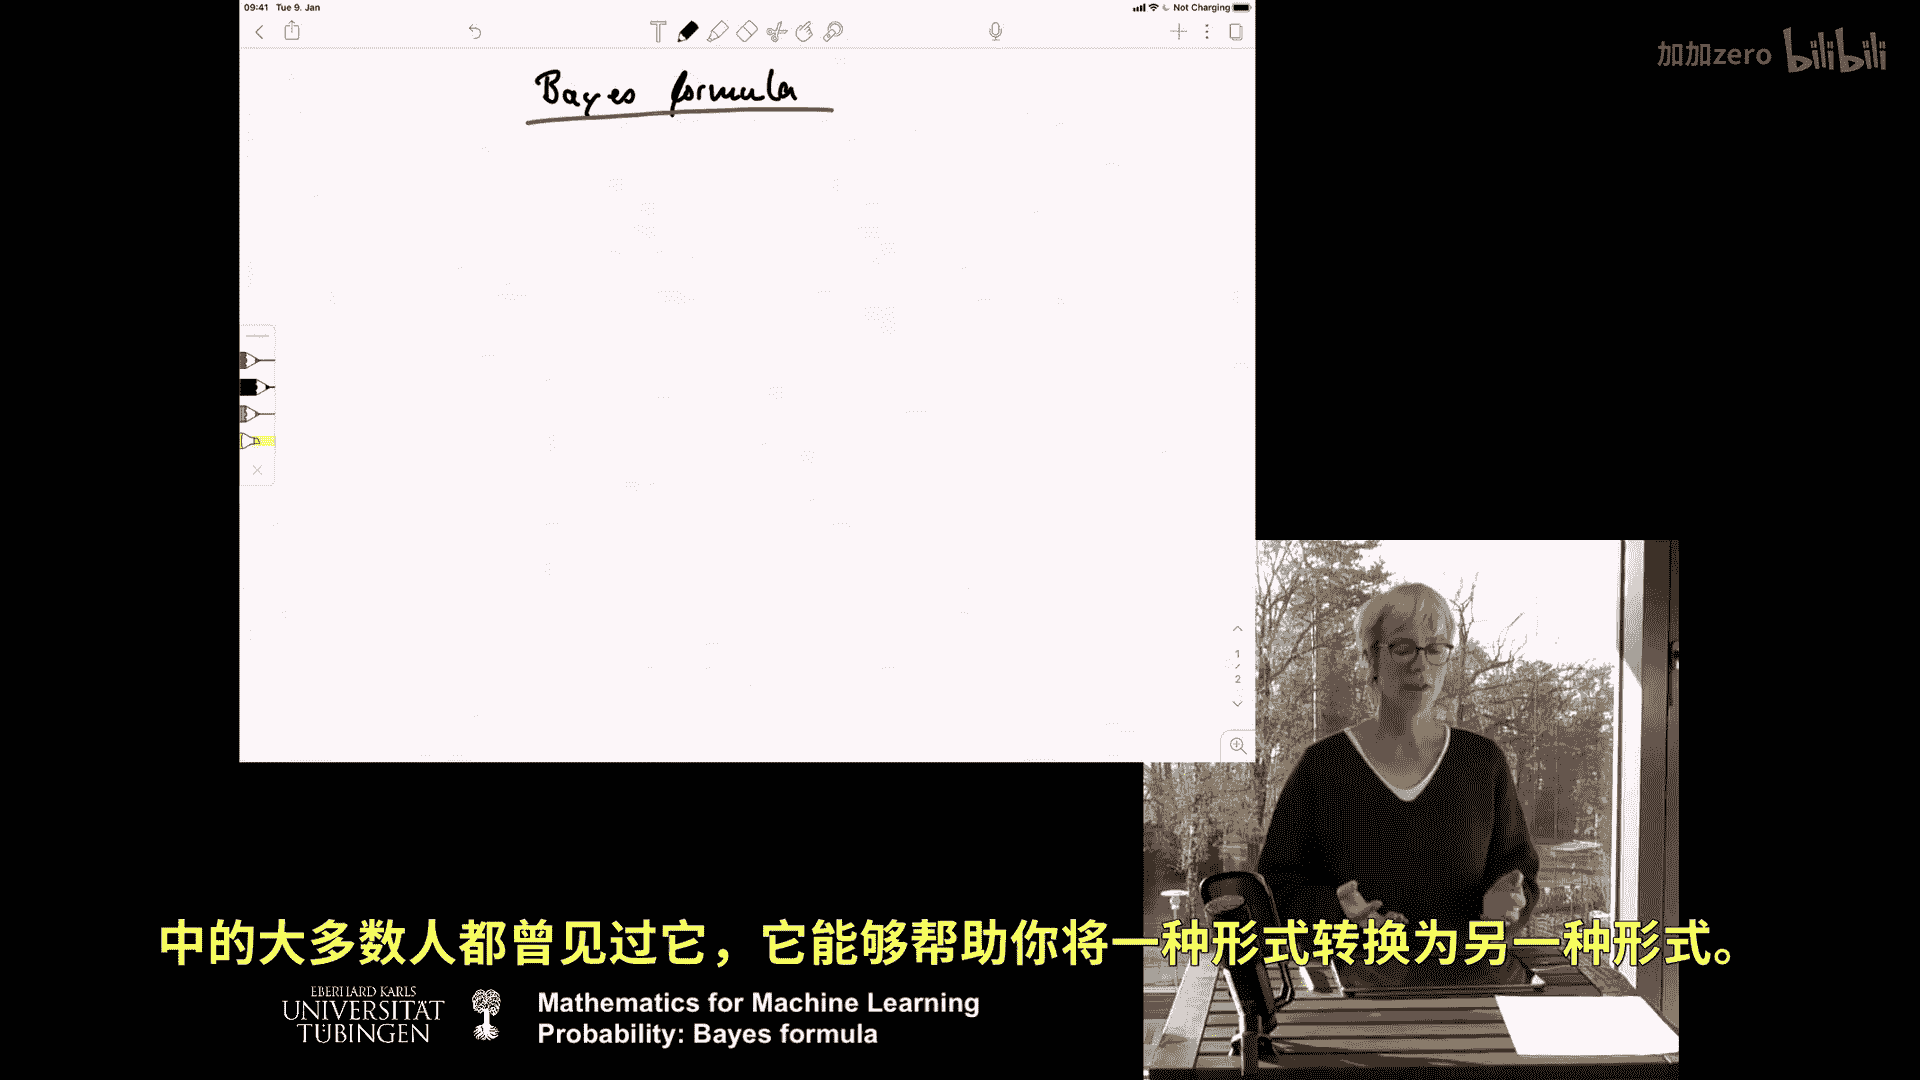 09:41 Tue 9. Jan
Not Charging
加加zero bilibili
Bayes formula
1
/
2
中的大多数人都曾见过它，它能够帮助你将一种形式转换为另一种形式。
EBERHARD KARLS
UNIVERSITÄT
TÜBINGEN
Mathematics for Machine Learning
Probability: Bayes formula